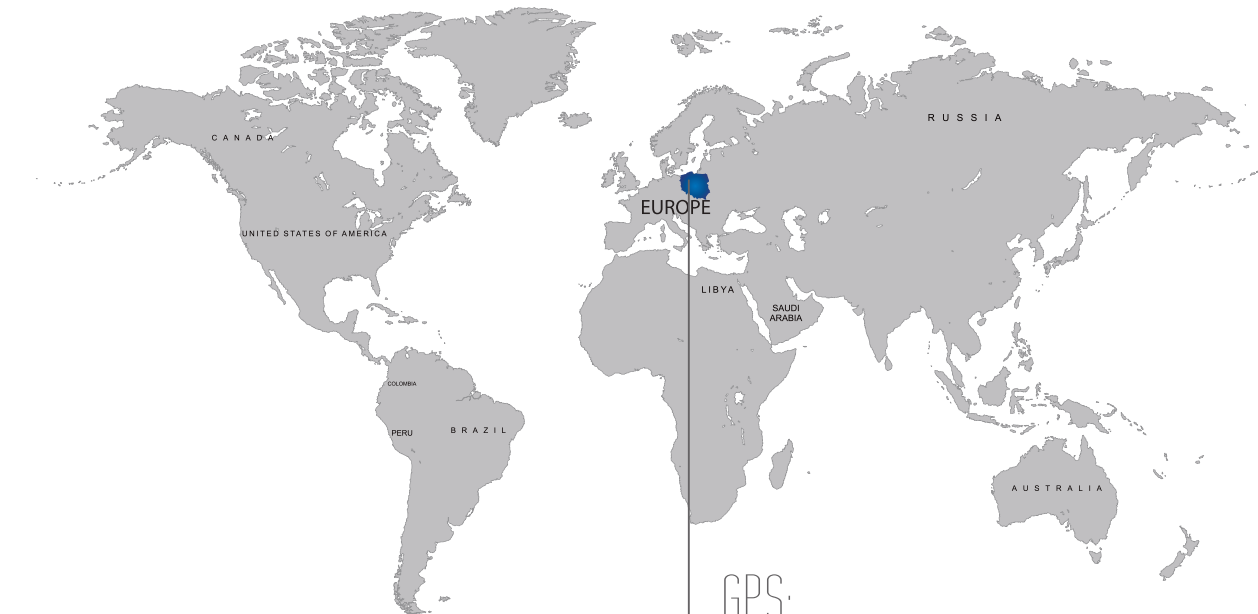 RUSSIA
CANADA
EUROPE
UNITED STATES OF AMERICA
LIBYA
SAUDI
ARABIA
COLOMBIA
PERU
BRAZIL
AUSTRALIA
GPS: